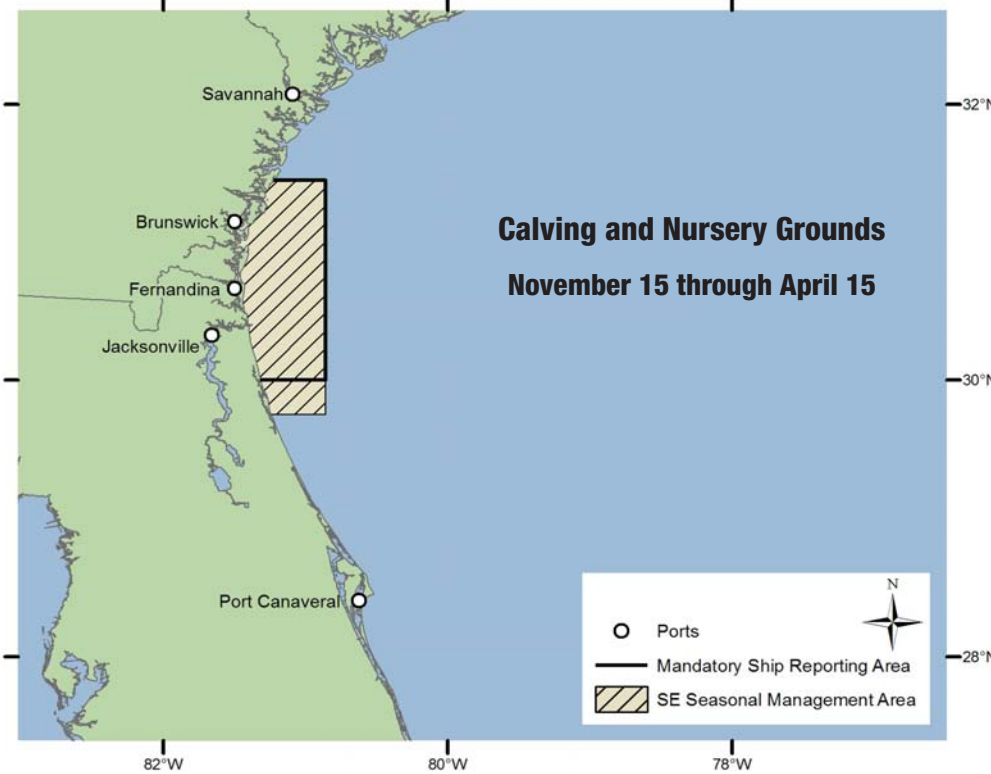 Savannah
32°N
Brunswick
Calving and Nursery Grounds
November 15 through April 15
Fernandina
Jacksonville
30°N
Port Canaveral
N
Ports
Mandatory Ship Reporting Area
28°N
SE Seasonal Management Area
82°W 80°W 78°W